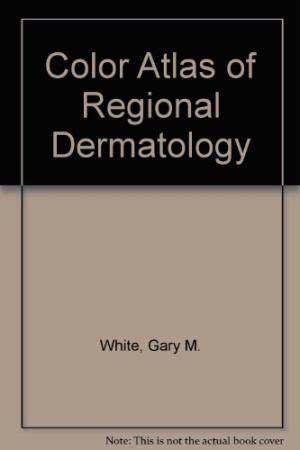 Color Atlas of
Regional
Dermatology
White, Gary M.
Note: This is not the actual book cover